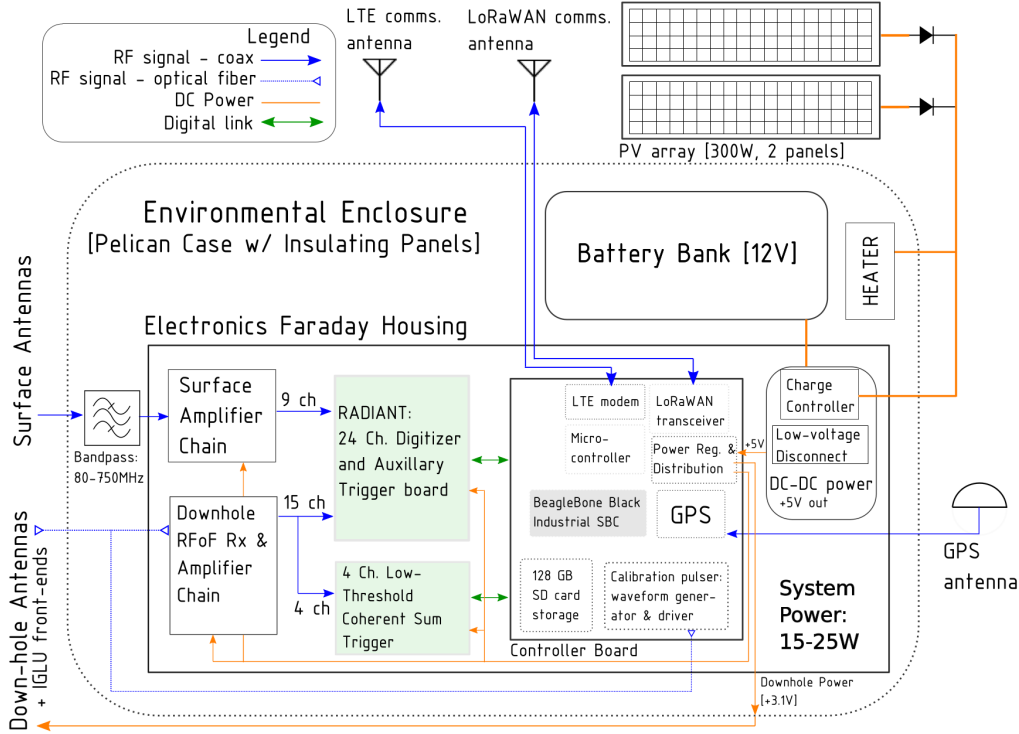 Legend
RF signal - coax
RF signal - optical fiber
DC Power
Digital link
LTE comms.
antenna
LoRaWAN comms.
antenna
PV array [300W, 2 panels]
Environmental Enclosure
[Pelican Case w/ Insulating Panels]
Battery Bank [12V]
HEATER
Electronics Faraday Housing
Surface Antennas
Bandpass:
80-750MHz
Surface
Amplifier
Chain
9 ch
RADIANT:
24 Ch. Digitizer
and Auxillary
Trigger board
15 ch
Downhole
RFoF Rx &
Amplifier
Chain
4 ch
4 Ch. Low-
Threshold
Coherent Sum
Trigger
LTE modem
LoRaWAN
transceiver
Micro-
controller
Power Reg. &
Distribution
+5V
BeagleBone Black
Industrial SBC
GPS
128 GB
SD card
storage
Calibration pulser:
waveform gener-
ator & driver
Controller Board
Charge
Controller
Low-voltage
Disconnect
DC-DC power
+5V out
System
Power:
15-25W
GPS
antenna
Downhole Power
[+3.1V]
Down-hole Antennas
+ IGLU front-ends